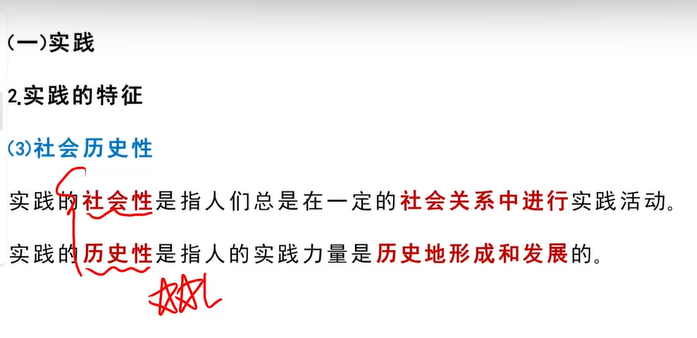 (一)实践
2.实践的特征
(3)社会历史性
实践的社会性是指人们总是在一定的社会关系中进行实践活动。
实践的历史性是指人的实践力量是历史地形成和发展的。